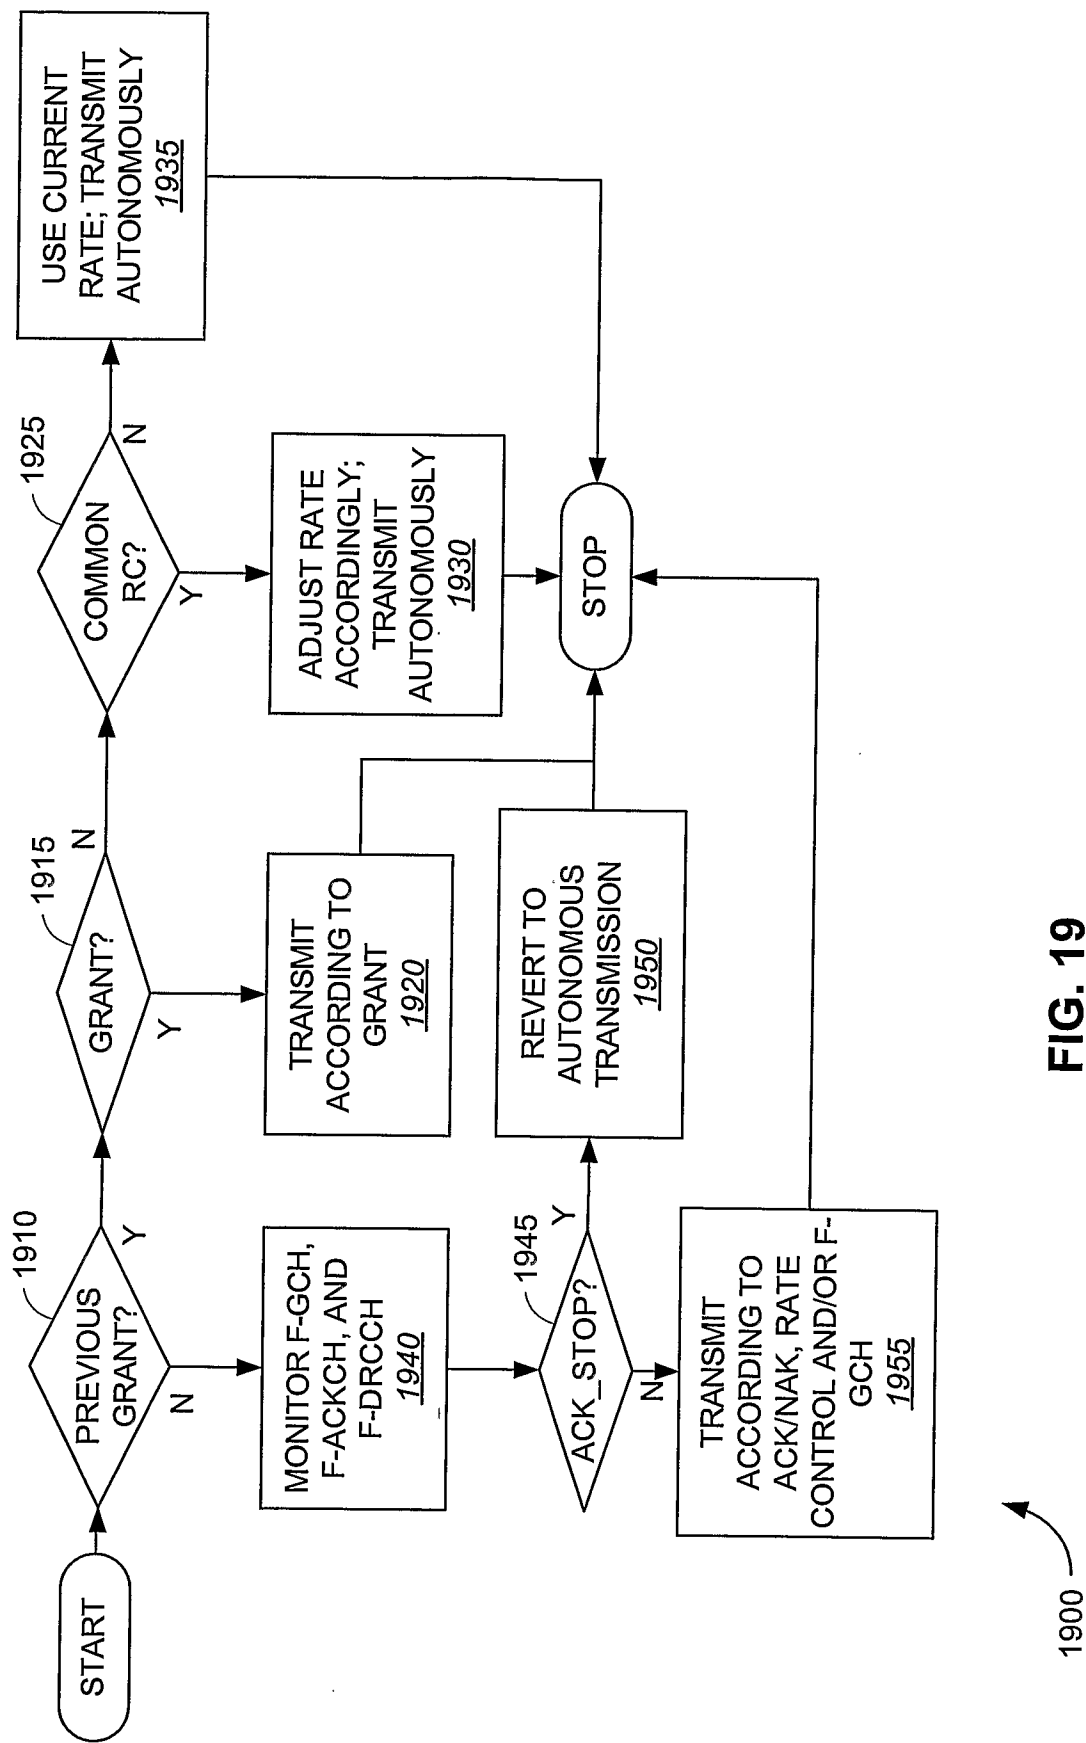 START
PREVIOUS
GRANT?
1910
Y
N
GRANT?
1915
N
Y
COMMON
RC?
1925
N
Y
USE CURRENT
RATE; TRANSMIT
AUTONOMOUSLY
1935
MONITOR F-GCH,
F-ACKCH, AND
F-DRCCH
1940
TRANSMIT
ACCORDING TO
GRANT
1920
ADJUST RATE
ACCORDINGLY;
TRANSMIT
AUTONOMOUSLY
1930
ACK_STOP?
1945
Y
N
REVERT TO
AUTONOMOUS
TRANSMISSION
1950
STOP
TRANSMIT
ACCORDING TO
ACK/NAK, RATE
CONTROL AND/OR F-
GCH
1955
1900
FIG. 19